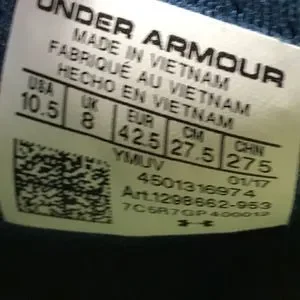 UNDER ARMOUR
MADE IN VIETNAM
FABRIQUÉ AU VIETNAM
HECHO EN VIETNAM
USA UK EUR CM CHN
10.5 8 42.5 27.5 275
YMUV 01/17
4501316974
Art.1298662-953
7C6R7GP400012